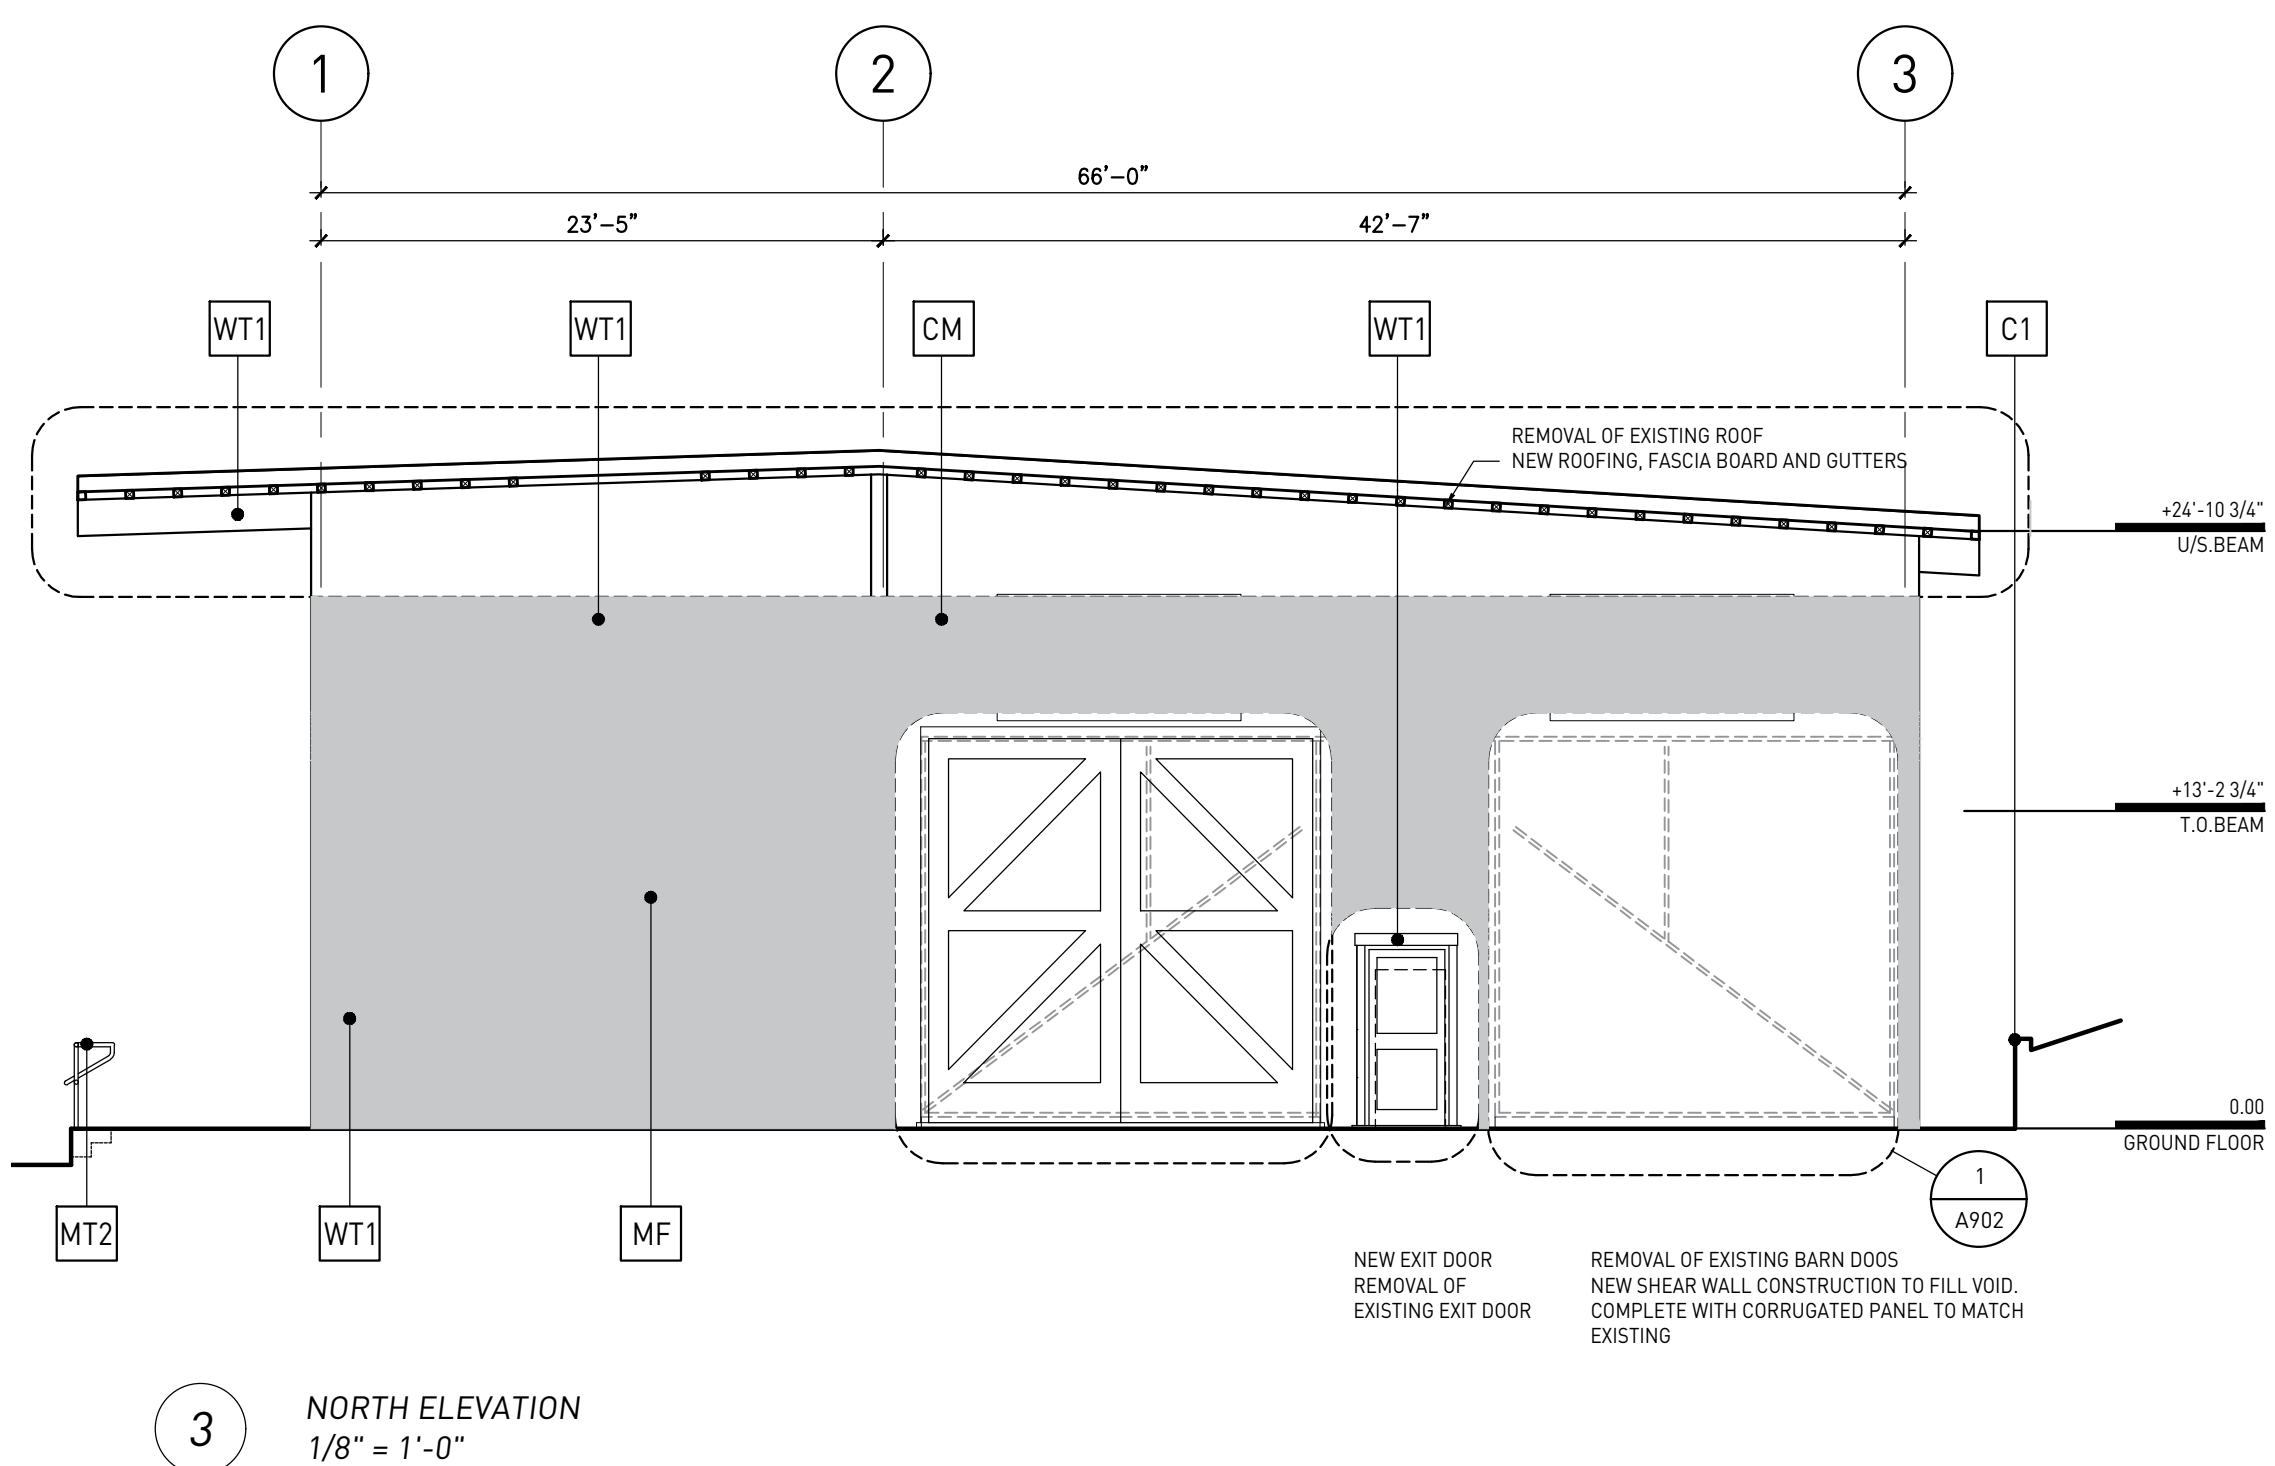 1
2
3
66'-0"
23'-5"
42'-7"
WT1
WT1
CM
WT1
C1
REMOVAL OF EXISTING ROOF
NEW ROOFING, FASCIA BOARD AND GUTTERS
+24'-10 3/4"
U/S.BEAM
+13'-2 3/4"
T.O.BEAM
0.00
GROUND FLOOR
1
A902
MT2
WT1
MF
NEW EXIT DOOR
REMOVAL OF
EXISTING EXIT DOOR
REMOVAL OF EXISTING BARN DOOS
NEW SHEAR WALL CONSTRUCTION TO FILL VOID.
COMPLETE WITH CORRUGATED PANEL TO MATCH
EXISTING
3
NORTH ELEVATION
1/8" = 1'-0"